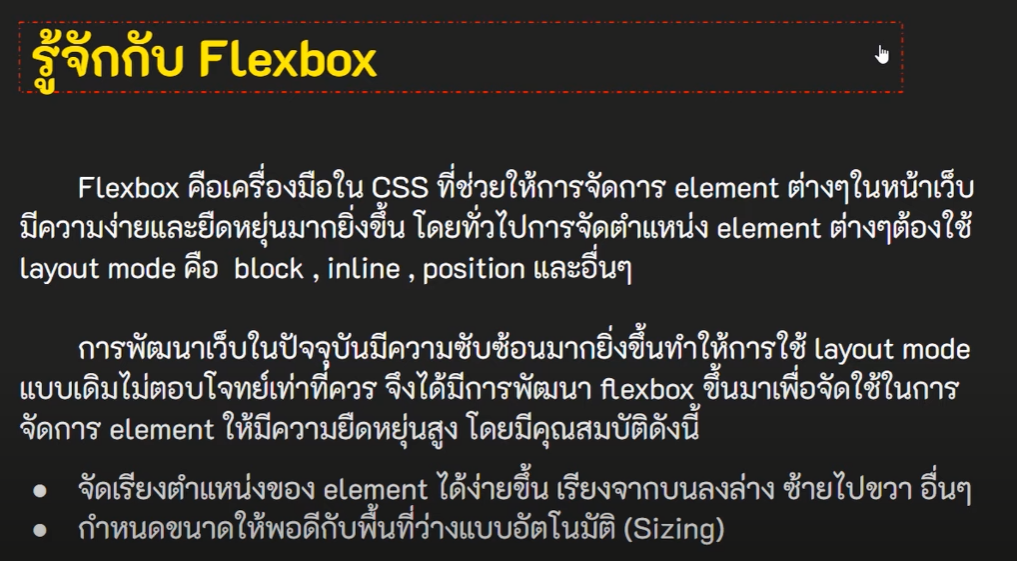 รู้จักกับ Flexbox
Flexbox คือเครื่องมือใน CSS ที่ช่วยให้การจัดการ element ต่างๆในหน้าเว็บ
มีความง่ายและยืดหยุ่นมากยิ่งขึ้น โดยทั่วไปการจัดตำแหน่ง element ต่างๆต้องใช้
layout mode คือ  block , inline , position และอื่นๆ
การพัฒนาเว็บในปัจจุบันมีความซับซ้อนมากยิ่งขึ้นทำให้การใช้ layout mode
แบบเดิมไม่ตอบโจทย์เท่าที่ควร จึงได้มีการพัฒนา flexbox ขึ้นมาเพื่อจัดใช้ในการ
จัดการ element ให้มีความยืดหยุ่นสูง โดยมีคุณสมบัติดังนี้
● จัดเรียงตำแหน่งของ element ได้ง่ายขึ้น เรียงจากบนลงล่าง ซ้ายไปขวา อื่นๆ
● กำหนดขนาดให้พอดีกับพื้นที่ว่างแบบอัตโนมัติ (Sizing)